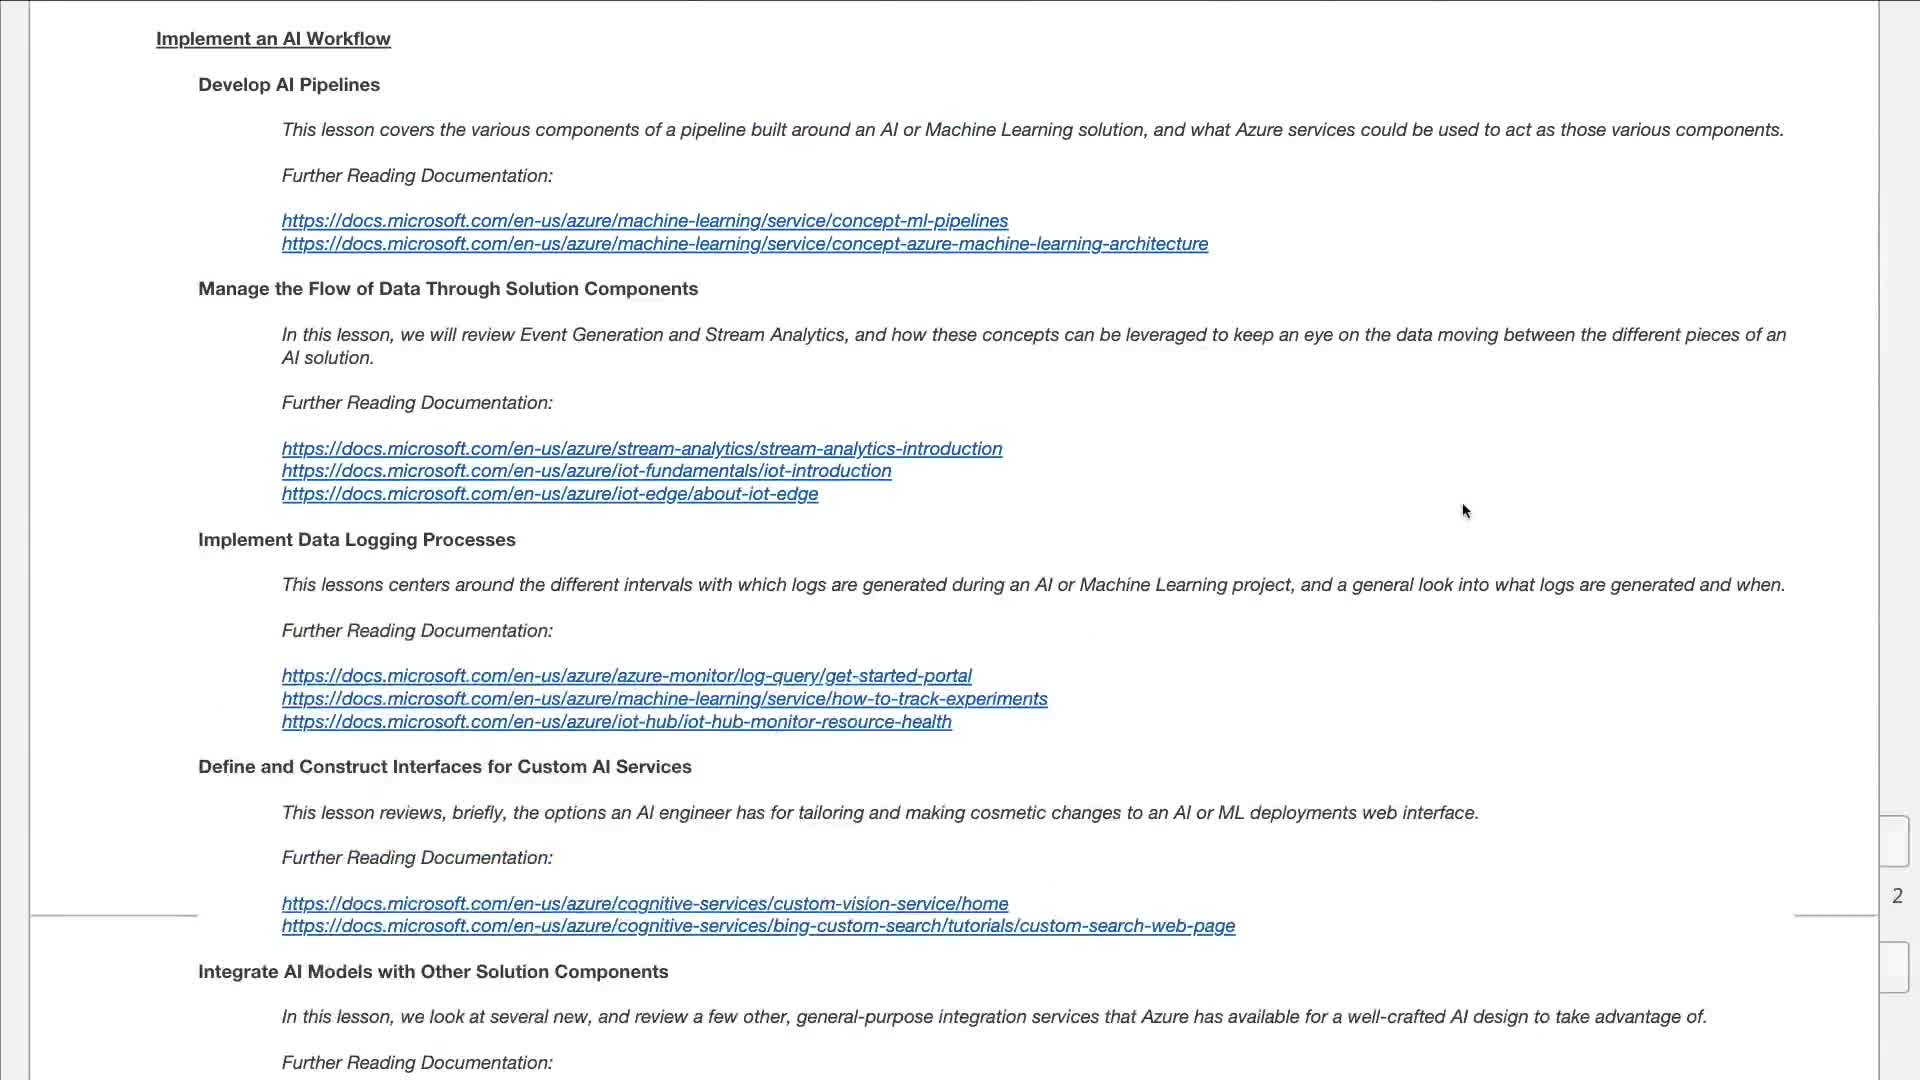 Implement an AI Workflow
Develop AI Pipelines
This lesson covers the various components of a pipeline built around an AI or Machine Learning solution, and what Azure services could be used to act as those various components.
Further Reading Documentation:
https://docs.microsoft.com/en-us/azure/machine-learning/service/concept-ml-pipelines
https://docs.microsoft.com/en-us/azure/machine-learning/service/concept-azure-machine-learning-architecture
Manage the Flow of Data Through Solution Components
In this lesson, we will review Event Generation and Stream Analytics, and how these concepts can be leveraged to keep an eye on the data moving between the different pieces of an
AI solution.
Further Reading Documentation:
https://docs.microsoft.com/en-us/azure/stream-analytics/stream-analytics-introduction
https://docs.microsoft.com/en-us/azure/iot-fundamentals/iot-introduction
https://docs.microsoft.com/en-us/azure/iot-edge/about-iot-edge
Implement Data Logging Processes
This lessons centers around the different intervals with which logs are generated during an AI or Machine Learning project, and a general look into what logs are generated and when.
Further Reading Documentation:
https://docs.microsoft.com/en-us/azure/azure-monitor/log-query/get-started-portal
https://docs.microsoft.com/en-us/azure/machine-learning/service/how-to-track-experiments
https://docs.microsoft.com/en-us/azure/iot-hub/iot-hub-monitor-resource-health
Define and Construct Interfaces for Custom AI Services
This lesson reviews, briefly, the options an AI engineer has for tailoring and making cosmetic changes to an AI or ML deployments web interface.
Further Reading Documentation:
https://docs.microsoft.com/en-us/azure/cognitive-services/custom-vision-service/home
https://docs.microsoft.com/en-us/azure/cognitive-services/bing-custom-search/tutorials/custom-search-web-page
2
Integrate AI Models with Other Solution Components
In this lesson, we look at several new, and review a few other, general-purpose integration services that Azure has available for a well-crafted AI design to take advantage of.
Further Reading Documentation: